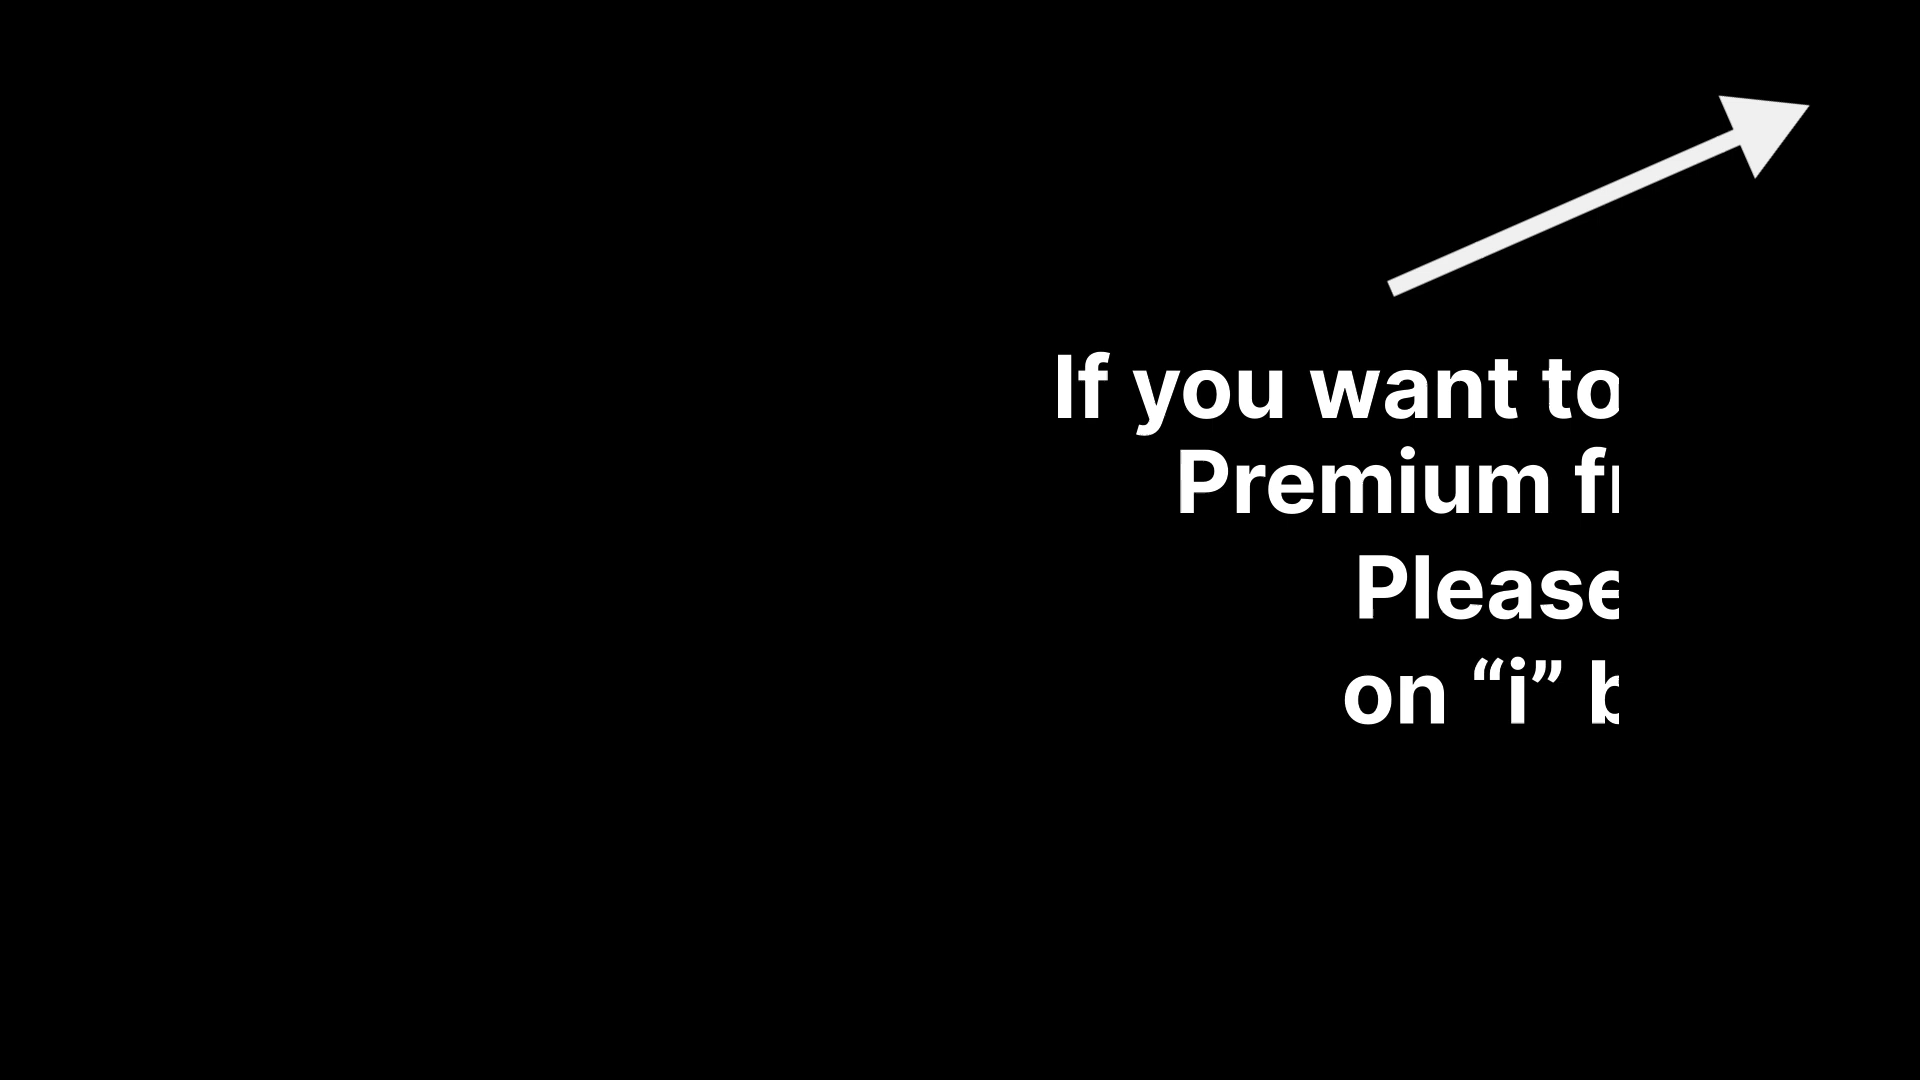 If you want to
Premium
Please
on “i”